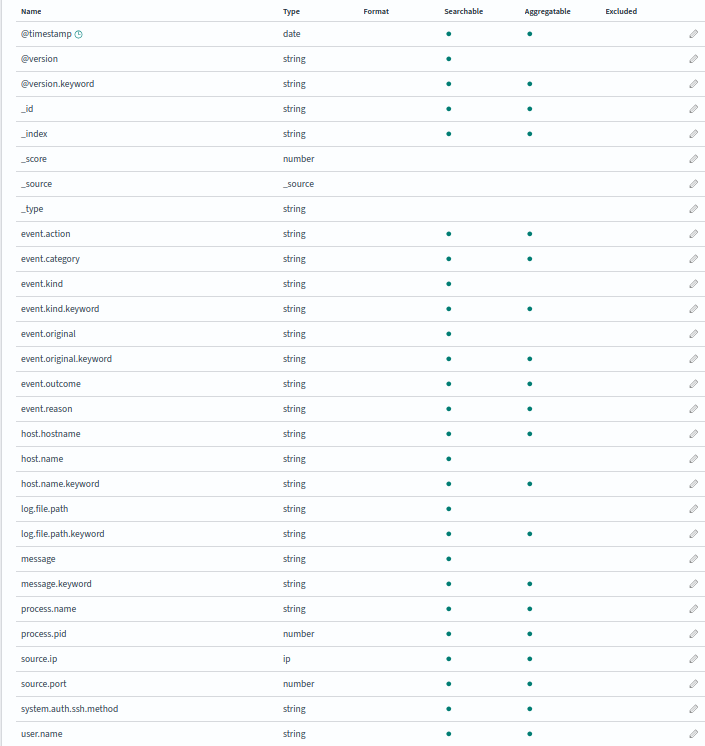 Name Type Format Searchable Aggregatable Excluded
@timestamp date
@version string
@version.keyword string
_id string
_index string
_score number
_source _source
_type string
event.action string
event.category string
event.kind string
event.kind.keyword string
event.original string
event.original.keyword string
event.outcome string
event.reason string
host.hostname string
host.name string
host.name.keyword string
log.file.path string
log.file.path.keyword string
message string
message.keyword string
process.name string
process.pid number
source.ip ip
source.port number
system.auth.ssh.method string
user.name string